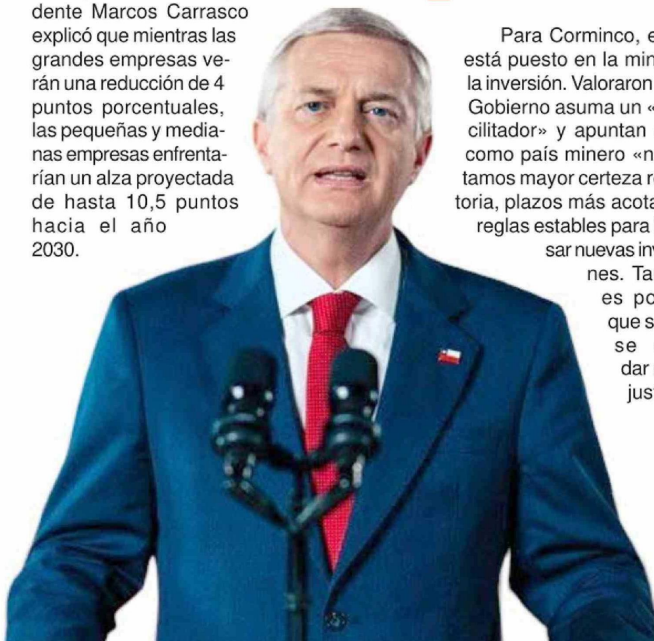 dente Marcos Carrasco
explicó que mientras las
grandes empresas ve-
rán una reducción de 4
puntos porcentuales,
las pequeñas y media-
nas empresas enfrenta-
rían un alza proyectada
de hasta 10,5 puntos
hacia el año
2030.
Para Corminco, e
está puesto en la min
la inversión. Valoraron
Gobierno asuma un «
cilitador» y apuntan
como país minero «n
tamos mayor certeza re
toria, plazos más acota
reglas estables para
sar nuevas inv
nes. Ta
es po
que s
se
dar
jus